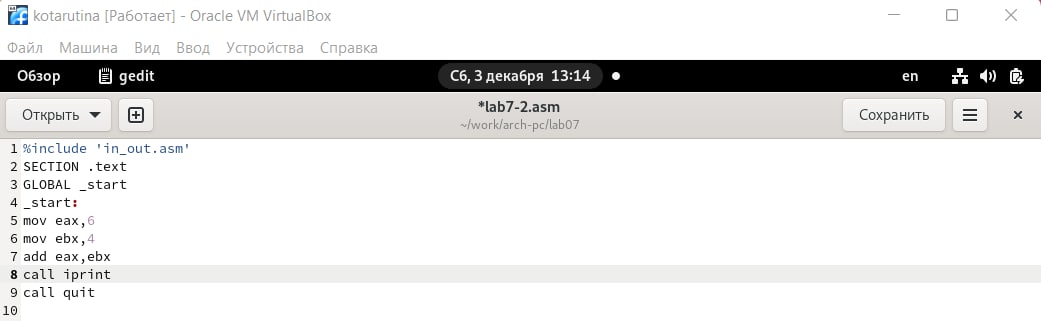 kotarutina [Работает] - Oracle VM VirtualBox
Файл Машина Вид Ввод Устройства Справка
Обзор gedit Сб, 3 декабря 13:14 en
Открыть *lab7-2.asm Сохранить
~/work/arch-pc/lab07
1 %include 'in_out.asm'
2 SECTION .text
3 GLOBAL _start
4 _start:
5 mov eax,6
6 mov ebx,4
7 add eax,ebx
8 call iprint
9 call quit
10